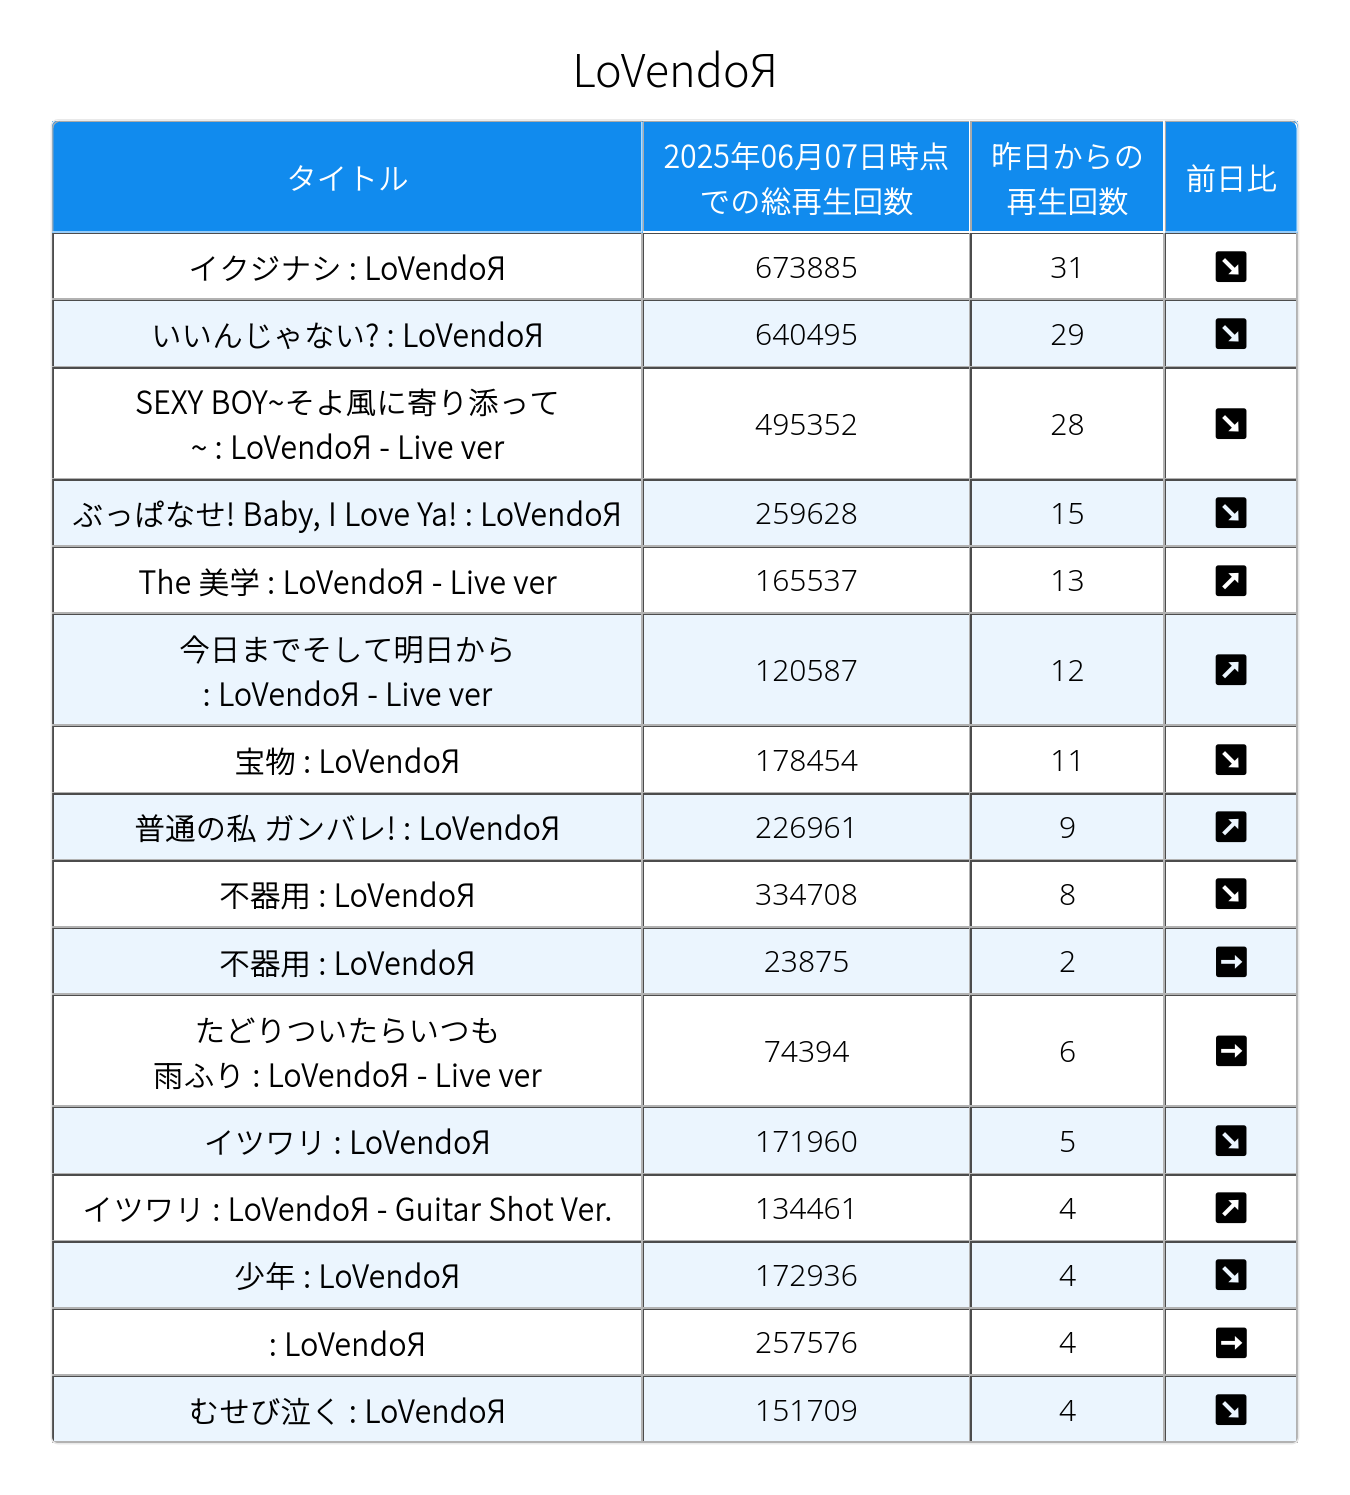 LoVendoЯ
タイトル
2025年06月07日時点
での総再生回数
昨日からの
再生回数
前日比
イクジナシ : LoVendoЯ 673885 31 ↘
いいんじゃない? : LoVendoЯ 640495 29 ↘
SEXY BOY~そよ風に寄り添って
~ : LoVendoЯ - Live ver 495352 28 ↘
ぶっぱなせ! Baby, I Love Ya! : LoVendoЯ 259628 15 ↘
The 美学 : LoVendoЯ - Live ver 165537 13 ↗
今日までそして明日から
: LoVendoЯ - Live ver 120587 12 ↗
宝物 : LoVendoЯ 178454 11 ↘
普通の私 ガンバレ! : LoVendoЯ 226961 9 ↗
不器用 : LoVendoЯ 334708 8 ↘
不器用 : LoVendoЯ 23875 2 →
たどりついたらいつも
雨ふり : LoVendoЯ - Live ver 74394 6 →
イツワリ : LoVendoЯ 171960 5 ↘
イツワリ : LoVendoЯ - Guitar Shot Ver. 134461 4 ↗
少年 : LoVendoЯ 172936 4 ↘
: LoVendoЯ 257576 4 →
むせび泣く : LoVendoЯ 151709 4 ↘